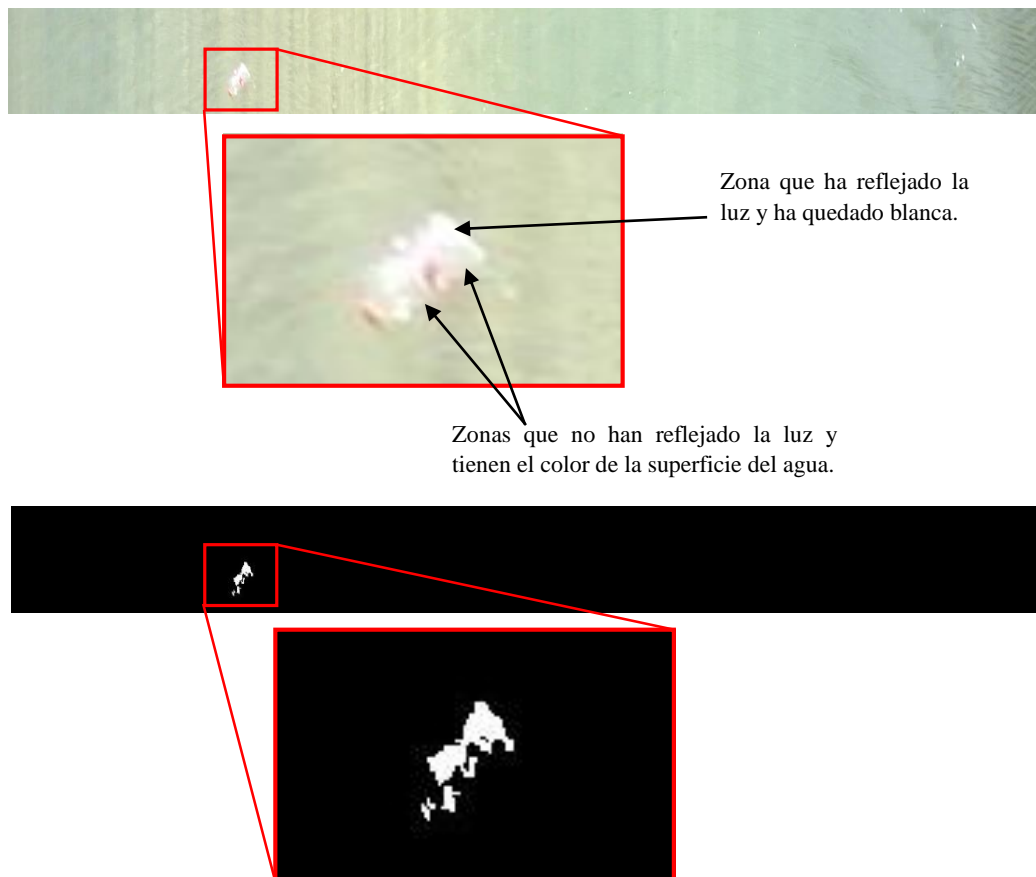 Zona que ha reflejado la
luz y ha quedado blanca.
Zonas que no han reflejado la luz y
tienen el color de la superficie del agua.